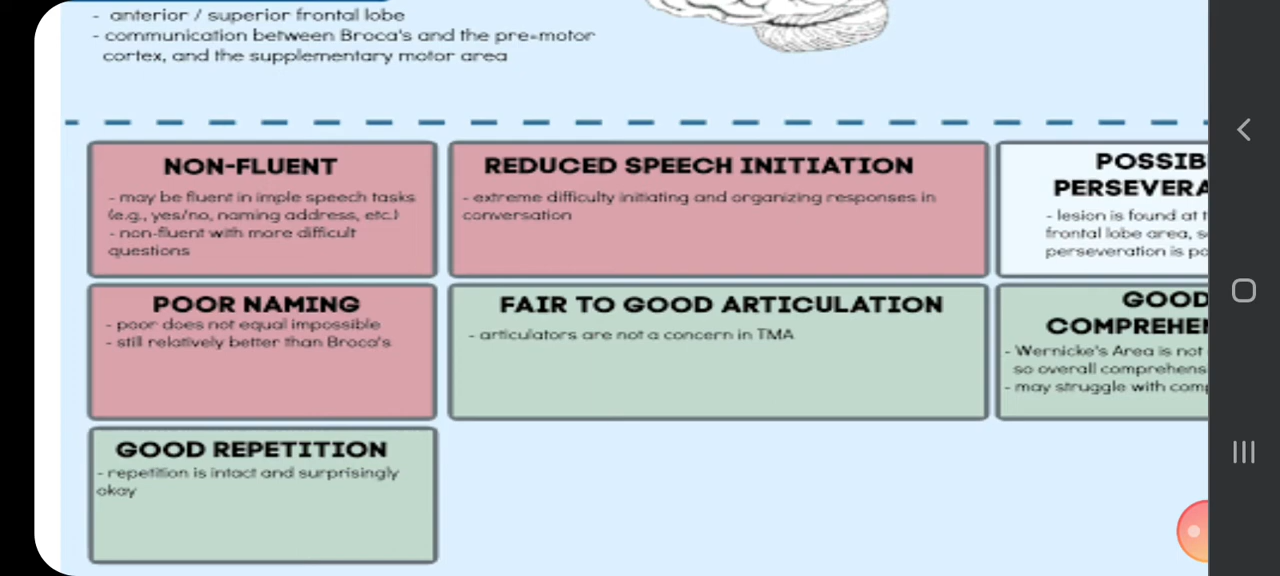 - anterior / superior frontal lobe
- communication between Broca's and the pre-motor
cortex, and the supplementary motor area
NON-FLUENT
- may be fluent in imple speech tasks
(e.g., yes/no, naming address, etc.)
- non-fluent with more difficult
questions
REDUCED SPEECH INITIATION
- extreme difficulty initiating and organizing responses in
conversation
POSSIB
PERSEVERA
- lesion is found at t
frontal lobe area, s
perseveration is po
POOR NAMING
- poor does not equal impossible
- still relatively better than Broca's
FAIR TO GOOD ARTICULATION
- articulators are not a concern in TMA
GOOD
COMPREHEN
- Wernicke's Area is not
so overall comprehens
- may struggle with comp
GOOD REPETITION
- repetition is intact and surprisingly
okay